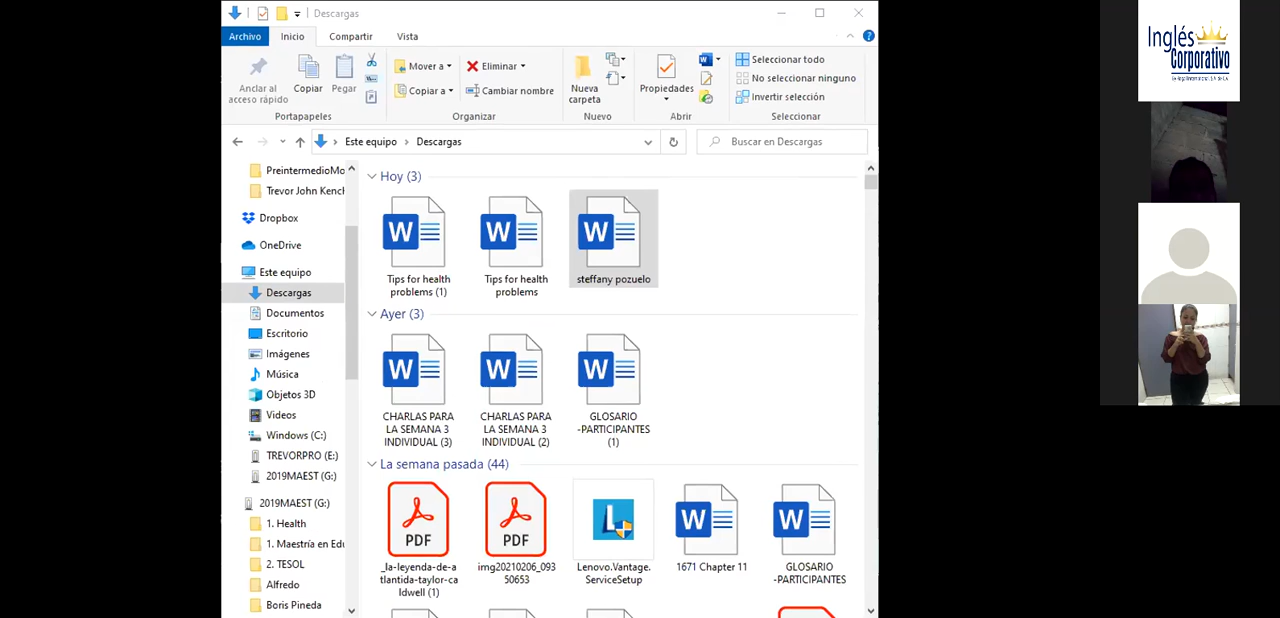 Descargas
Archivo Inicio Compartir Vista
Anclar al acceso rápido
Copiar
Pegar
Mover a
Copiar a
Eliminar
Cambiar nombre
Nueva carpeta
Propiedades
Seleccionar todo
No seleccionar ninguno
Invertir selección
Portapapeles Organizar Nuevo Abrir Seleccionar
Este equipo > Descargas
Buscar en Descargas
PreintermedioMo
Trevor John Kench
Dropbox
OneDrive
Este equipo
Descargas
Documentos
Escritorio
Imágenes
Música
Objetos 3D
Videos
Windows (C:)
TREVORPRO (E:)
2019MAEST (G:)
2019MAEST (G:)
1. Health
1. Maestría en Edu
2. TESOL
Alfredo
Boris Pineda
Hoy (3)
W
Tips for health
problems (1)
W
Tips for health
problems
W
steffany pozuelo
Ayer (3)
W
CHARLAS PARA
LA SEMANA 3
INDIVIDUAL (3)
W
CHARLAS PARA
LA SEMANA 3
INDIVIDUAL (2)
W
GLOSARIO
-PARTICIPANTES
(1)
La semana pasada (44)
PDF
_la-leyenda-de-a
tlantida-taylor-ca
ldwell (1)
PDF
img20210206_093
50653
L
Lenovo.Vantage.
ServiceSetup
W
1671 Chapter 11
W
GLOSARIO
-PARTICIPANTES
Inglés
Corporativo